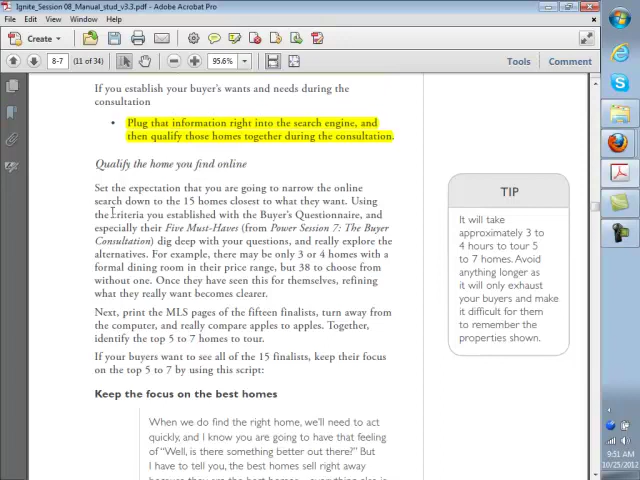 Ignite_Session 08_Manual_stud_v3.3.pdf - Adobe Acrobat Pro
File Edit View Window Help
Create
8-7 (11 of 34) 95.6% Tools Comment
If you establish your buyer's wants and needs during the
consultation
• Plug that information right into the search engine, and
then qualify those homes together during the consultation.
Qualify the home you find online
Set the expectation that you are going to narrow the online
search down to the 15 homes closest to what they want. Using
the criteria you established with the Buyer's Questionnaire, and
especially their Five Must-Haves (from Power Session 7: The Buyer
Consultation) dig deep with your questions, and really explore the
alternatives. For example, there may be only 3 or 4 homes with a
formal dining room in their price range, but 38 to choose from
without one. Once they have seen this for themselves, refining
what they really want becomes clearer.
Next, print the MLS pages of the fifteen finalists, turn away from
the computer, and really compare apples to apples. Together,
identify the top 5 to 7 homes to tour.
If your buyers want to see all of the 15 finalists, keep their focus
on the top 5 to 7 by using this script:
Keep the focus on the best homes
When we do find the right home, we'll need to act
quickly, and I know you are going to have that feeling
of "Well, is there something better out there?" But
I have to tell you, the best homes sell right away
because they are the best homes – everything else is
TIP
It will take
approximately 3 to
4 hours to tour 5
to 7 homes. Avoid
anything longer as
it will only exhaust
your buyers and make
it difficult for them
to remember the
properties shown.
9:51 AM
10/25/2012